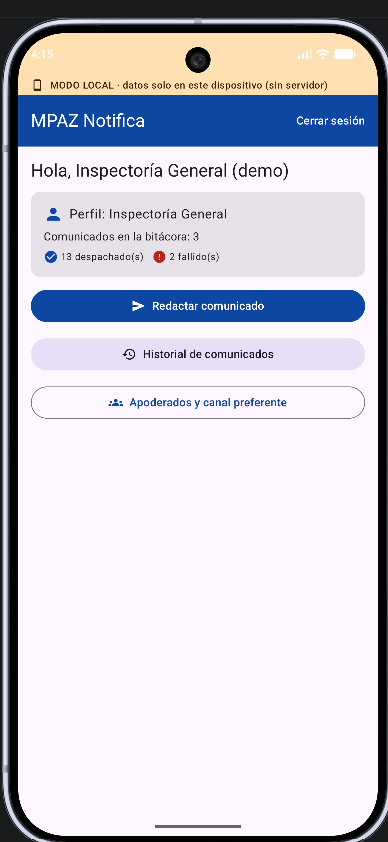 4:15
MODO LOCAL · datos solo en este dispositivo (sin servidor)
MPAZ Notifica
Cerrar sesión
Hola, Inspectoría General (demo)
Perfil: Inspectoría General
Comunicados en la bitácora: 3
13 despachado(s) 2 fallido(s)
Redactar comunicado
Historial de comunicados
Apoderados y canal preferente